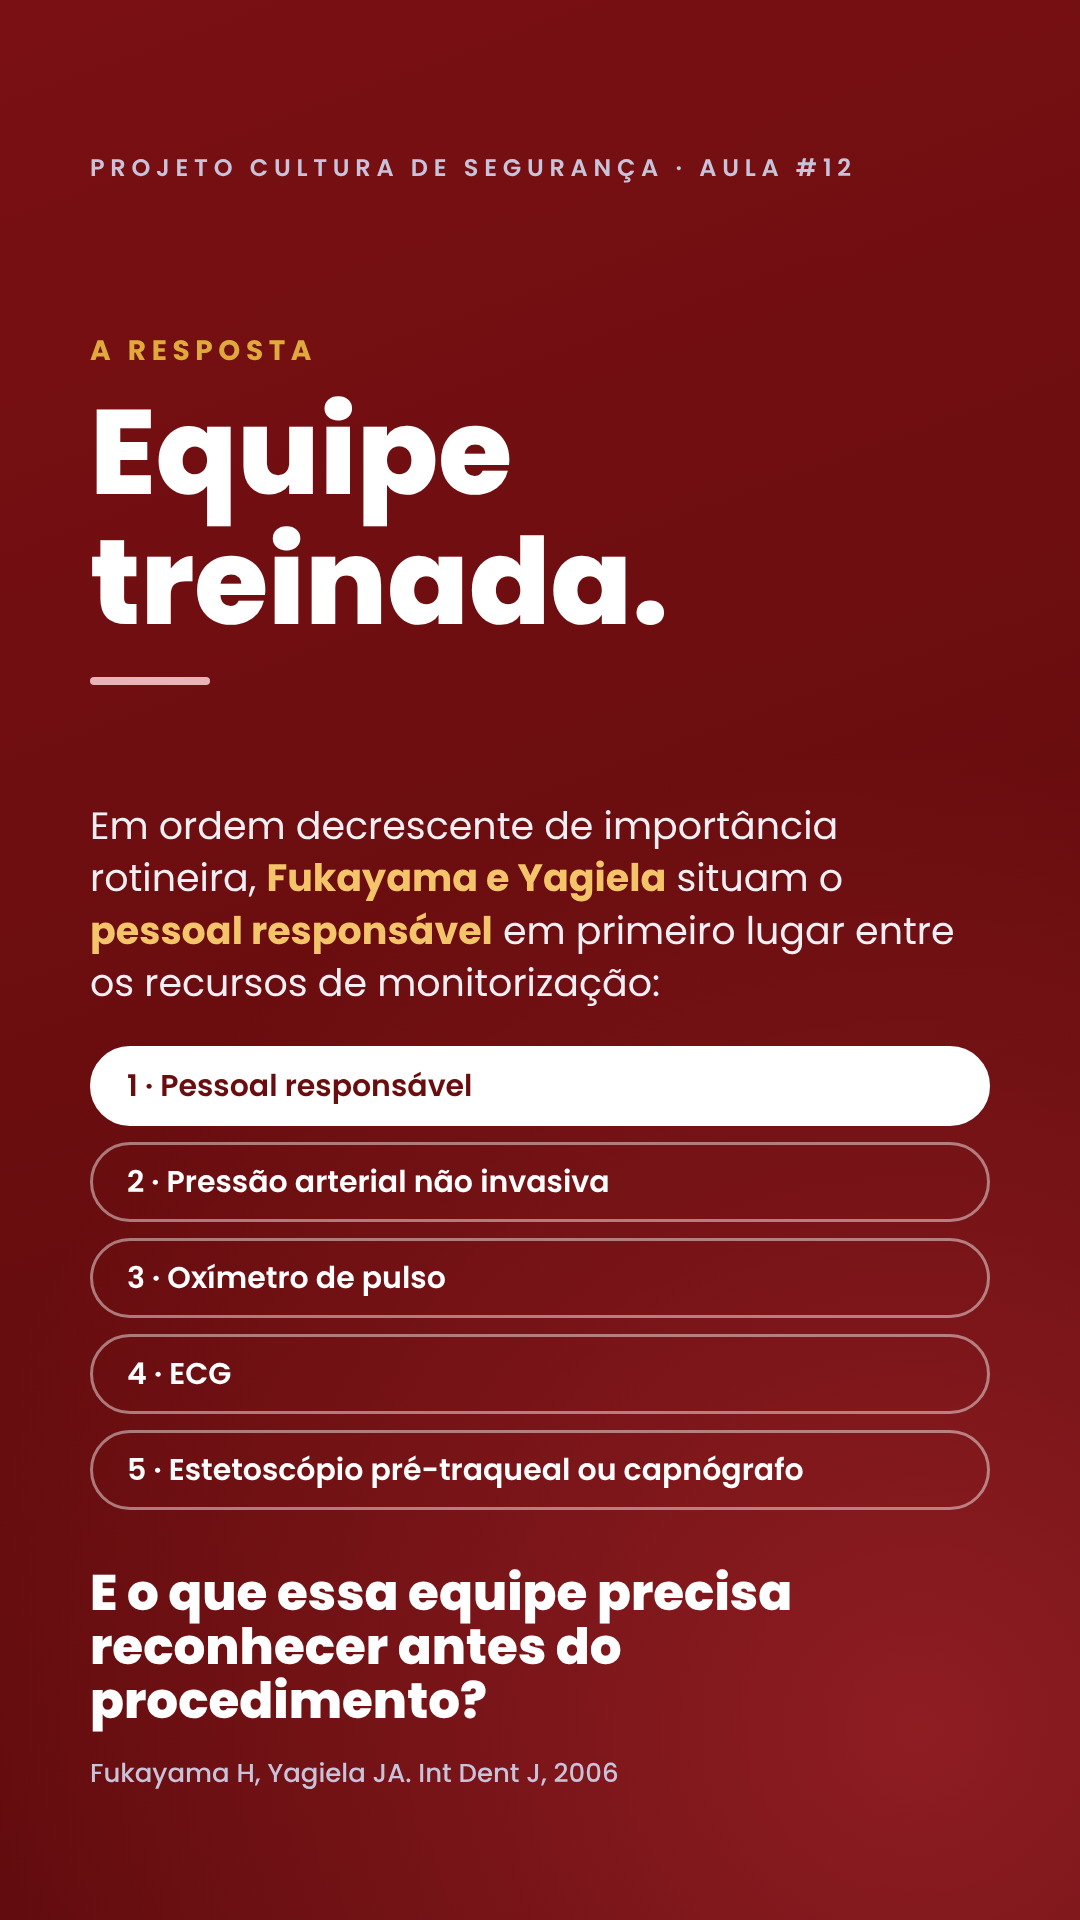 PROJETO CULTURA DE SEGURANÇA · AULA #12
A RESPOSTA
Equipe
treinada.
Em ordem decrescente de importância
rotineira, Fukayama e Yagiela situam o
pessoal responsável em primeiro lugar entre
os recursos de monitorização:
1 · Pessoal responsável
2 · Pressão arterial não invasiva
3 · Oxímetro de pulso
4 · ECG
5 · Estetoscópio pré-traqueal ou capnógrafo
E o que essa equipe precisa
reconhecer antes do
procedimento?
Fukayama H, Yagiela JA. Int Dent J, 2006